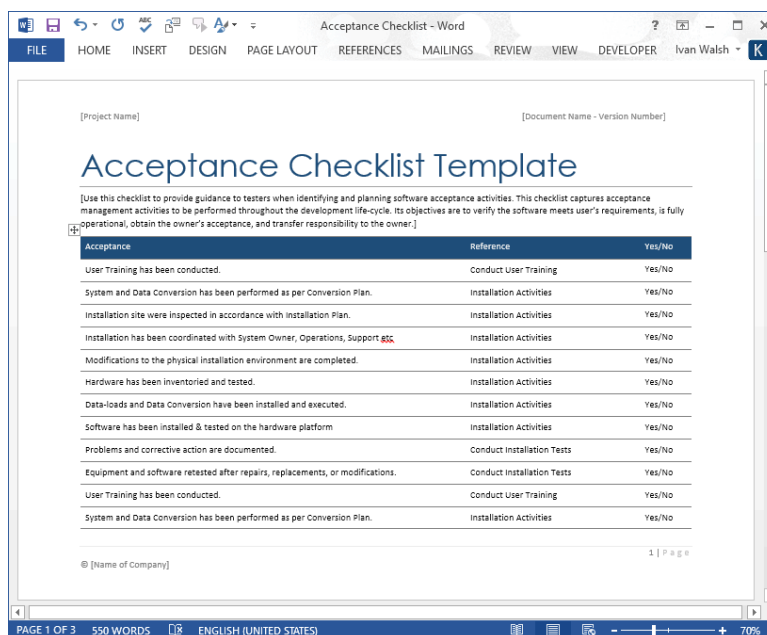 ABC
Acceptance Checklist - Word
?
FILE HOME INSERT DESIGN PAGE LAYOUT REFERENCES MAILINGS REVIEW VIEW DEVELOPER Ivan Walsh K
[Project Name] [Document Name - Version Number]
Acceptance Checklist Template
[Use this checklist to provide guidance to testers when identifying and planning software acceptance activities. This checklist captures acceptance
management activities to be performed throughout the development life-cycle. Its objectives are to verify the software meets user's requirements, is fully
operational, obtain the owner's acceptance, and transfer responsibility to the owner.]
Acceptance Reference Yes/No
User Training has been conducted. Conduct User Training Yes/No
System and Data Conversion has been performed as per Conversion Plan. Installation Activities Yes/No
Installation site were inspected in accordance with Installation Plan. Installation Activities Yes/No
Installation has been coordinated with System Owner, Operations, Support etc Installation Activities Yes/No
Modifications to the physical installation environment are completed. Installation Activities Yes/No
Hardware has been inventoried and tested. Installation Activities Yes/No
Data-loads and Data Conversion have been installed and executed. Installation Activities Yes/No
Software has been installed & tested on the hardware platform Installation Activities Yes/No
Problems and corrective action are documented. Conduct Installation Tests Yes/No
Equipment and software retested after repairs, replacements, or modifications. Conduct Installation Tests Yes/No
User Training has been conducted. Conduct User Training Yes/No
System and Data Conversion has been performed as per Conversion Plan. Installation Activities Yes/No
1 | Page
© [Name of Company]
PAGE 1 OF 3 550 WORDS ENGLISH (UNITED STATES) 70%